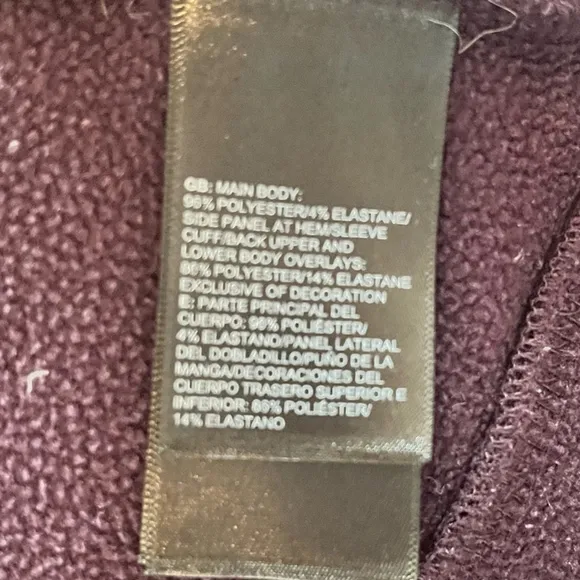 GB: MAIN BODY:
96% POLYESTER/4% ELASTANE/
SIDE PANEL AT HEM/SLEEVE
CUFF/BACK UPPER AND
LOWER BODY OVERLAYS:
86% POLYESTER/14% ELASTANE
EXCLUSIVE OF DECORATION
E: PARTE PRINCIPAL DEL
CUERPO: 96% POLIÉSTER/
4% ELASTANO/PANEL LATERAL
DEL DOBLADILLO/PUÑO DE LA
MANGA/DECORACIONES DEL
CUERPO TRASERO SUPERIOR E
INFERIOR: 86% POLIÉSTER/
14% ELASTANO